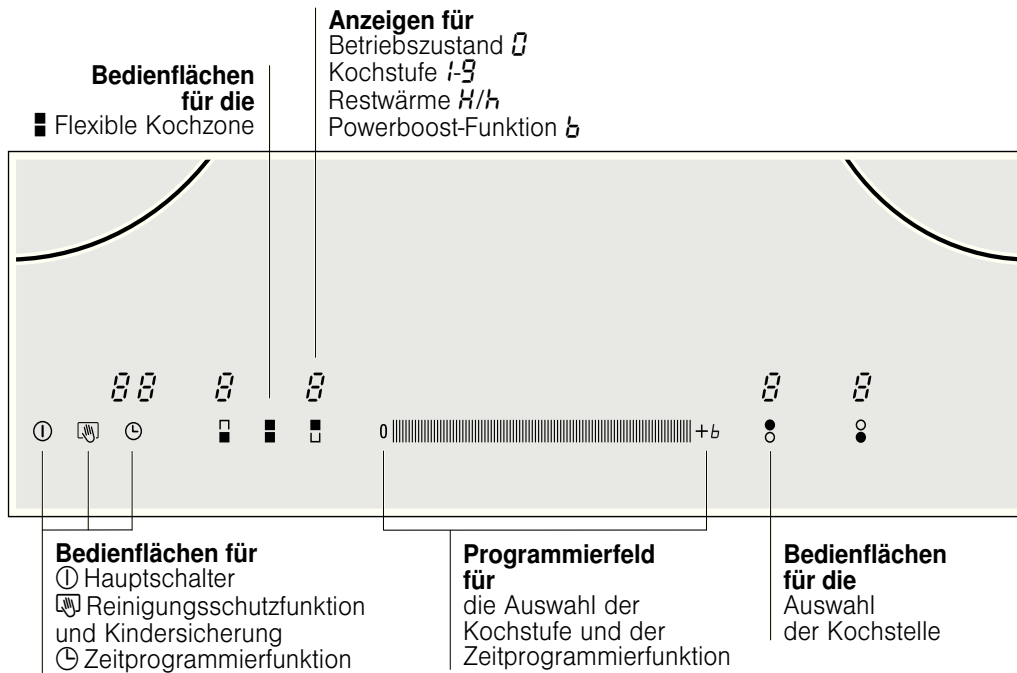 Anzeigen für
Betriebszustand 0
Kochstufe 1-9
Restwärme H/h
Powerboost-Funktion b
Bedienflächen
für die
Flexible Kochzone
88 8 8 8 8
0 +b
Bedienflächen für
Hauptschalter
Reinigungsschutzfunktion
und Kindersicherung
Zeitprogrammierfunktion
Programmierfeld
für
die Auswahl der
Kochstufe und der
Zeitprogrammierfunktion
Bedienflächen
für die
Auswahl
der Kochstelle